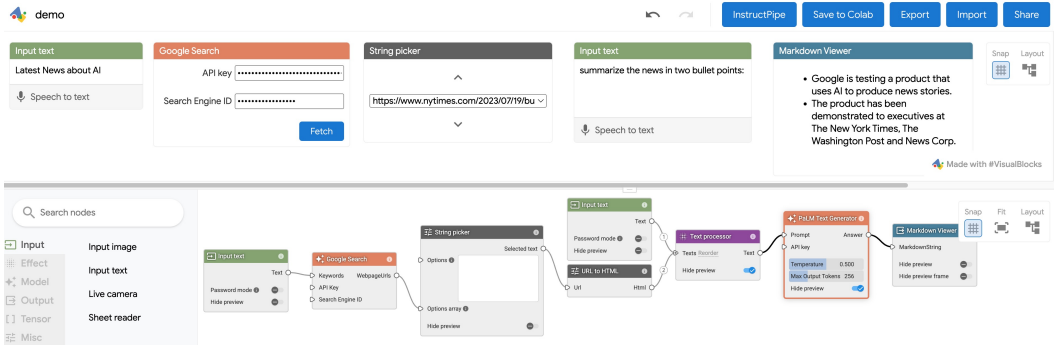 demo
InstructPipe
Save to Colab
Export
Import
Share
Input text
Latest News about AI
Speech to text
Google Search
API key
Search Engine ID
Fetch
String picker
https://www.nytimes.com/2023/07/19/bu
Input text
summarize the news in two bullet points:
Speech to text
Markdown Viewer
• Google is testing a product that
uses AI to produce news stories.
• The product has been
demonstrated to executives at
The New York Times, The
Washington Post and News Corp.
Made with #VisualBlocks
Snap
Layout
Search nodes
Input
Effect
Model
Output
Tensor
Misc
Input image
Input text
Live camera
Sheet reader
Input text
Text
Password mode
Hide preview
Google Search
Keywords
WebpageUrls
API Key
Search Engine ID
String picker
Selected text
Options
Options array
Hide preview
Input text
Text
Password mode
Hide preview
URL to HTML
Url
Html
1
2
Text processor
Texts Reorder
Text
Hide preview
PaLM Text Generator
Prompt
Answer
API key
Temperature 0.500
Max Output Tokens 256
Hide preview
Markdown Viewer
MarkdownString
Hide preview
Hide preview frame
Snap
Fit
Layout